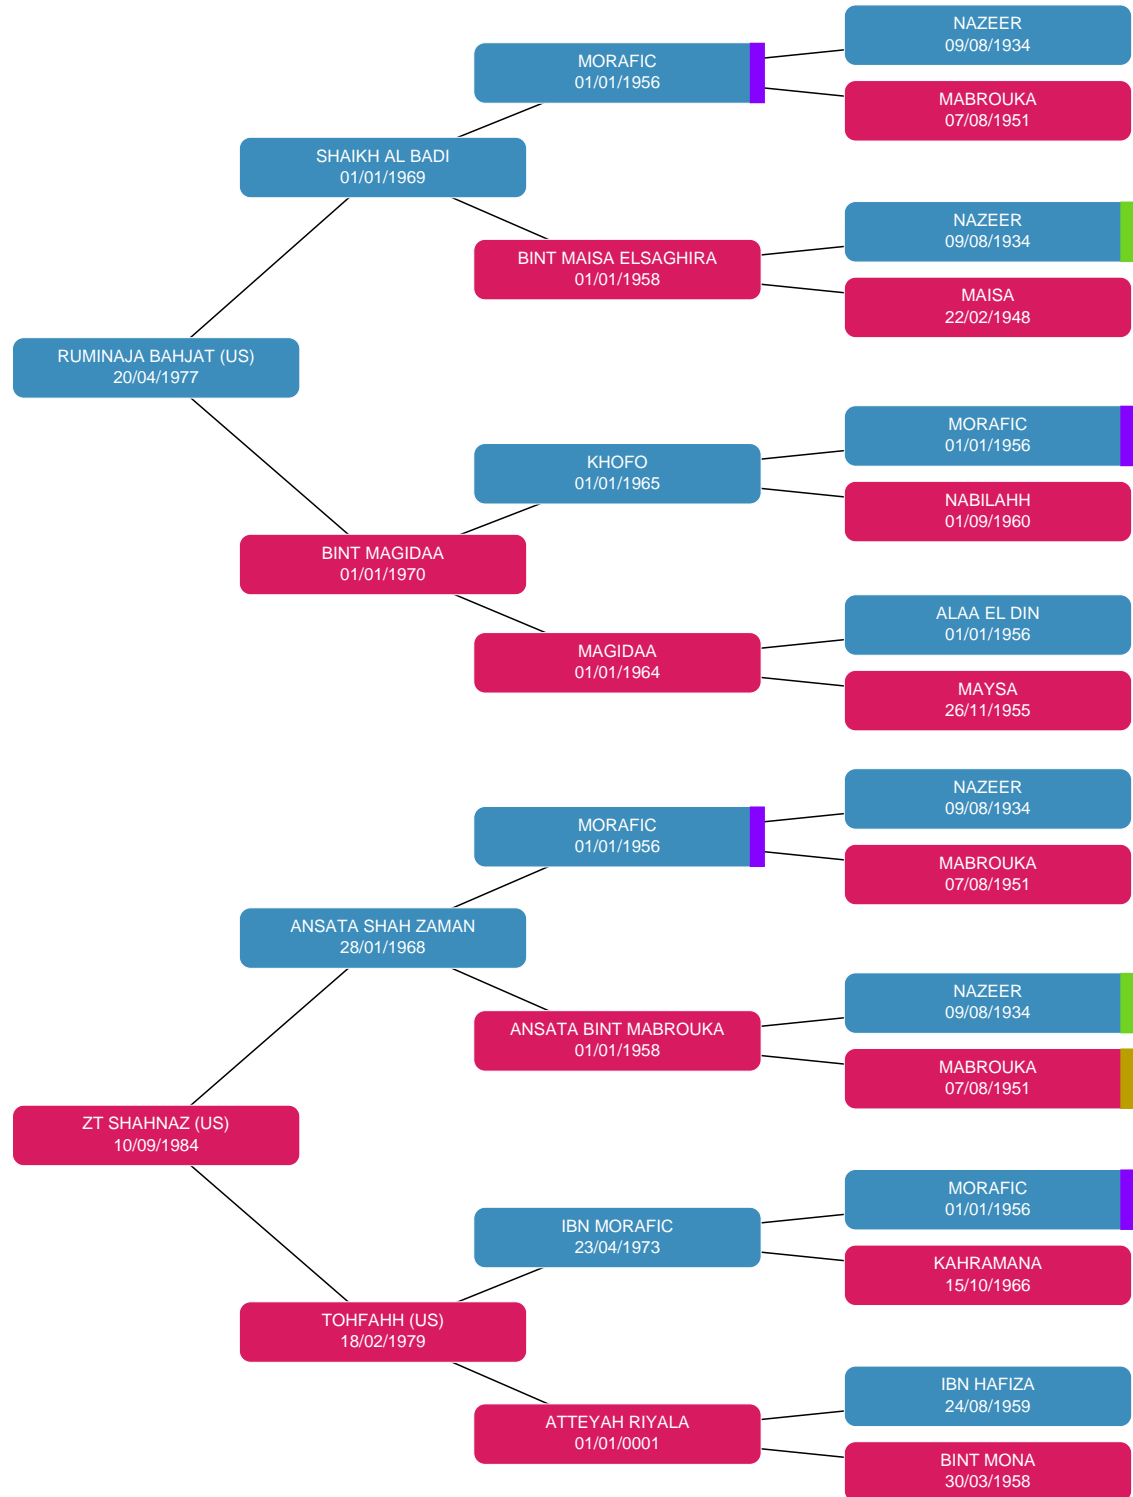 NAZEER
09/08/1934
MORAFIC
01/01/1956
MABROUKA
07/08/1951
SHAIKH AL BADI
01/01/1969
NAZEER
09/08/1934
BINT MAISA ELSAGHIRA
01/01/1958
MAISA
22/02/1948
RUMINAJA BAHJAT (US)
20/04/1977
MORAFIC
01/01/1956
KHOFO
01/01/1965
NABILAHH
01/09/1960
BINT MAGIDAA
01/01/1970
ALAA EL DIN
01/01/1956
MAGIDAA
01/01/1964
MAYSA
26/11/1955
NAZEER
09/08/1934
MORAFIC
01/01/1956
MABROUKA
07/08/1951
ANSATA SHAH ZAMAN
28/01/1968
NAZEER
09/08/1934
ANSATA BINT MABROUKA
01/01/1958
MABROUKA
07/08/1951
ZT SHAHNAZ (US)
10/09/1984
MORAFIC
01/01/1956
IBN MORAFIC
23/04/1973
KAHRAMANA
15/10/1966
TOHFAHH (US)
18/02/1979
IBN HAFIZA
24/08/1959
ATTEYAH RIYALA
01/01/0001
BINT MONA
30/03/1958